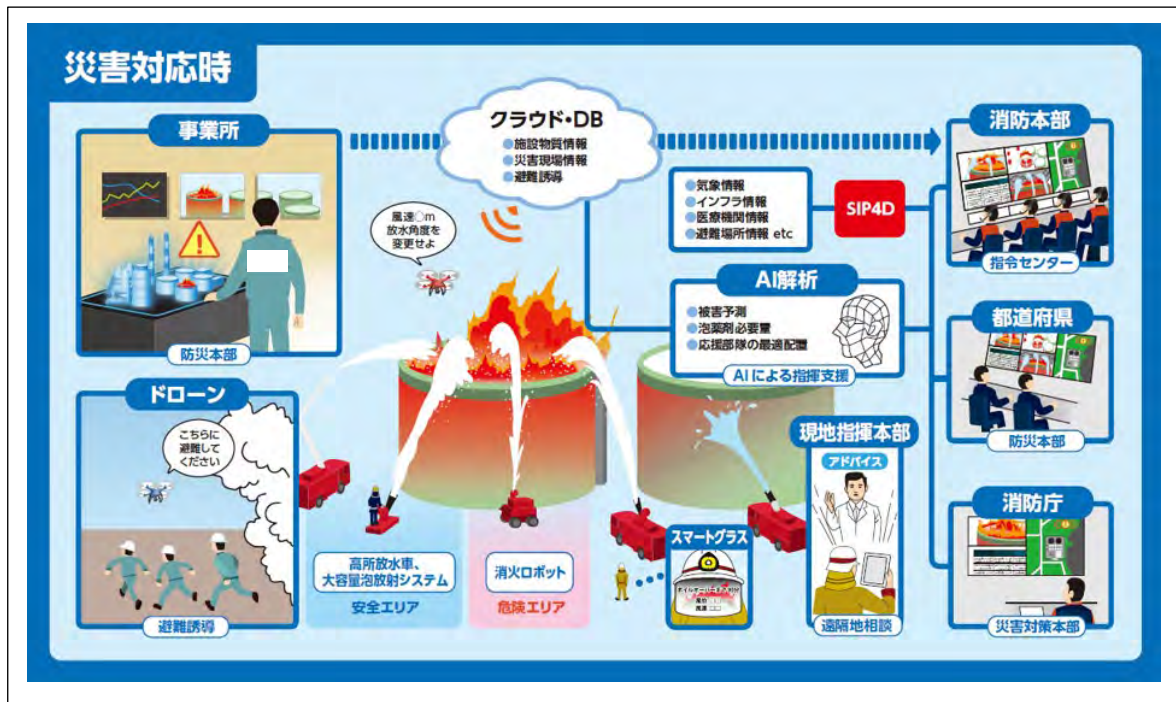 災害対応時
事業所
防災本部
クラウド・DB
●施設物質情報
●災害現場情報
●避難誘導
風速○m
放水角度を
変更せよ
●気象情報
●インフラ情報
●医療機関情報
●避難場所情報 etc
SIP4D
消防本部
指令センター
AI解析
●被害予測
●泡薬剤必要量
●応援部隊の最適配置
AIによる指揮支援
都道府県
防災本部
ドローン
こちらに
避難して
ください
避難誘導
高所放水車、
大容量泡放射システム
安全エリア
消火ロボット
危険エリア
スマートグラス
現地指揮本部
アドバイス
遠隔地相談
消防庁
災害対策本部